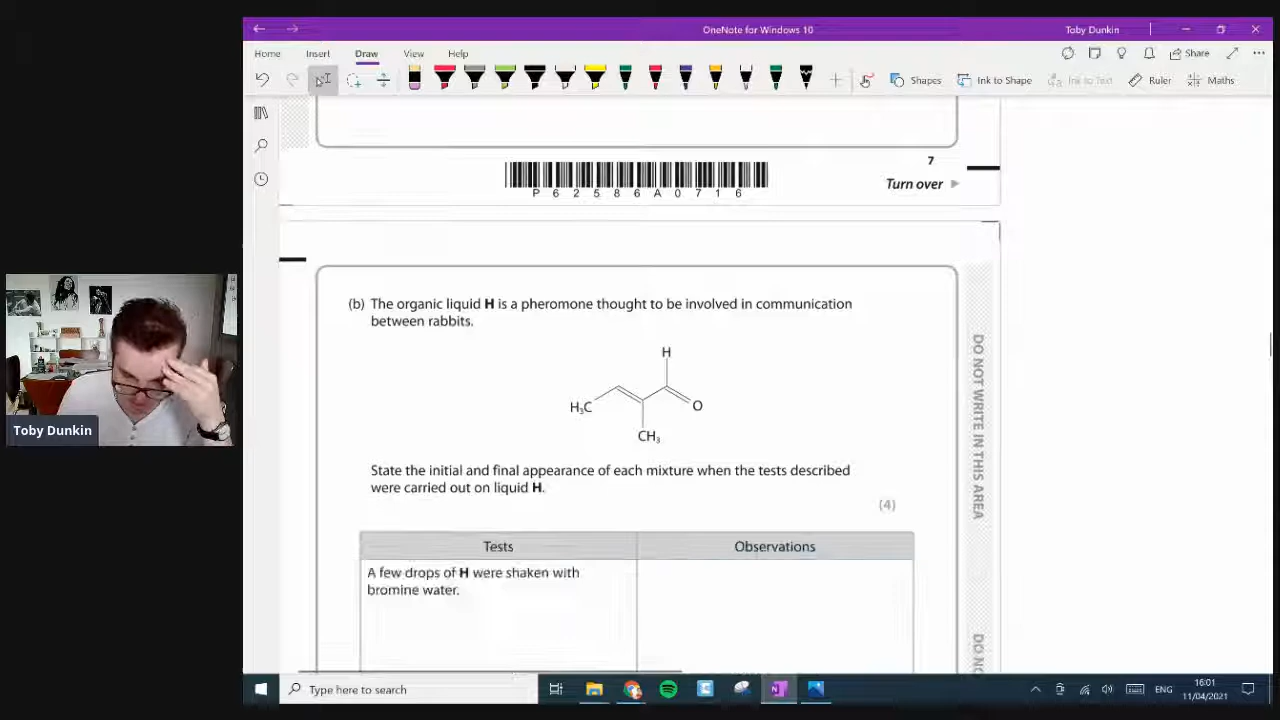 OneNote for Windows 10
Toby Dunkin
Home
Insert
Draw
View
Help
Share
Shapes
Ink to Shape
Ink to Text
Ruler
Maths
P 6 2 5 8 6 A 0 7 1 6
7
Turn over
(b) The organic liquid H is a pheromone thought to be involved in communication
between rabbits.
H
H₃C
O
CH₃
State the initial and final appearance of each mixture when the tests described
were carried out on liquid H.
(4)
Tests
Observations
A few drops of H were shaken with
bromine water.
DO NOT WRITE IN THIS AREA
Toby Dunkin
Type here to search
ENG
16:01
11/04/2021